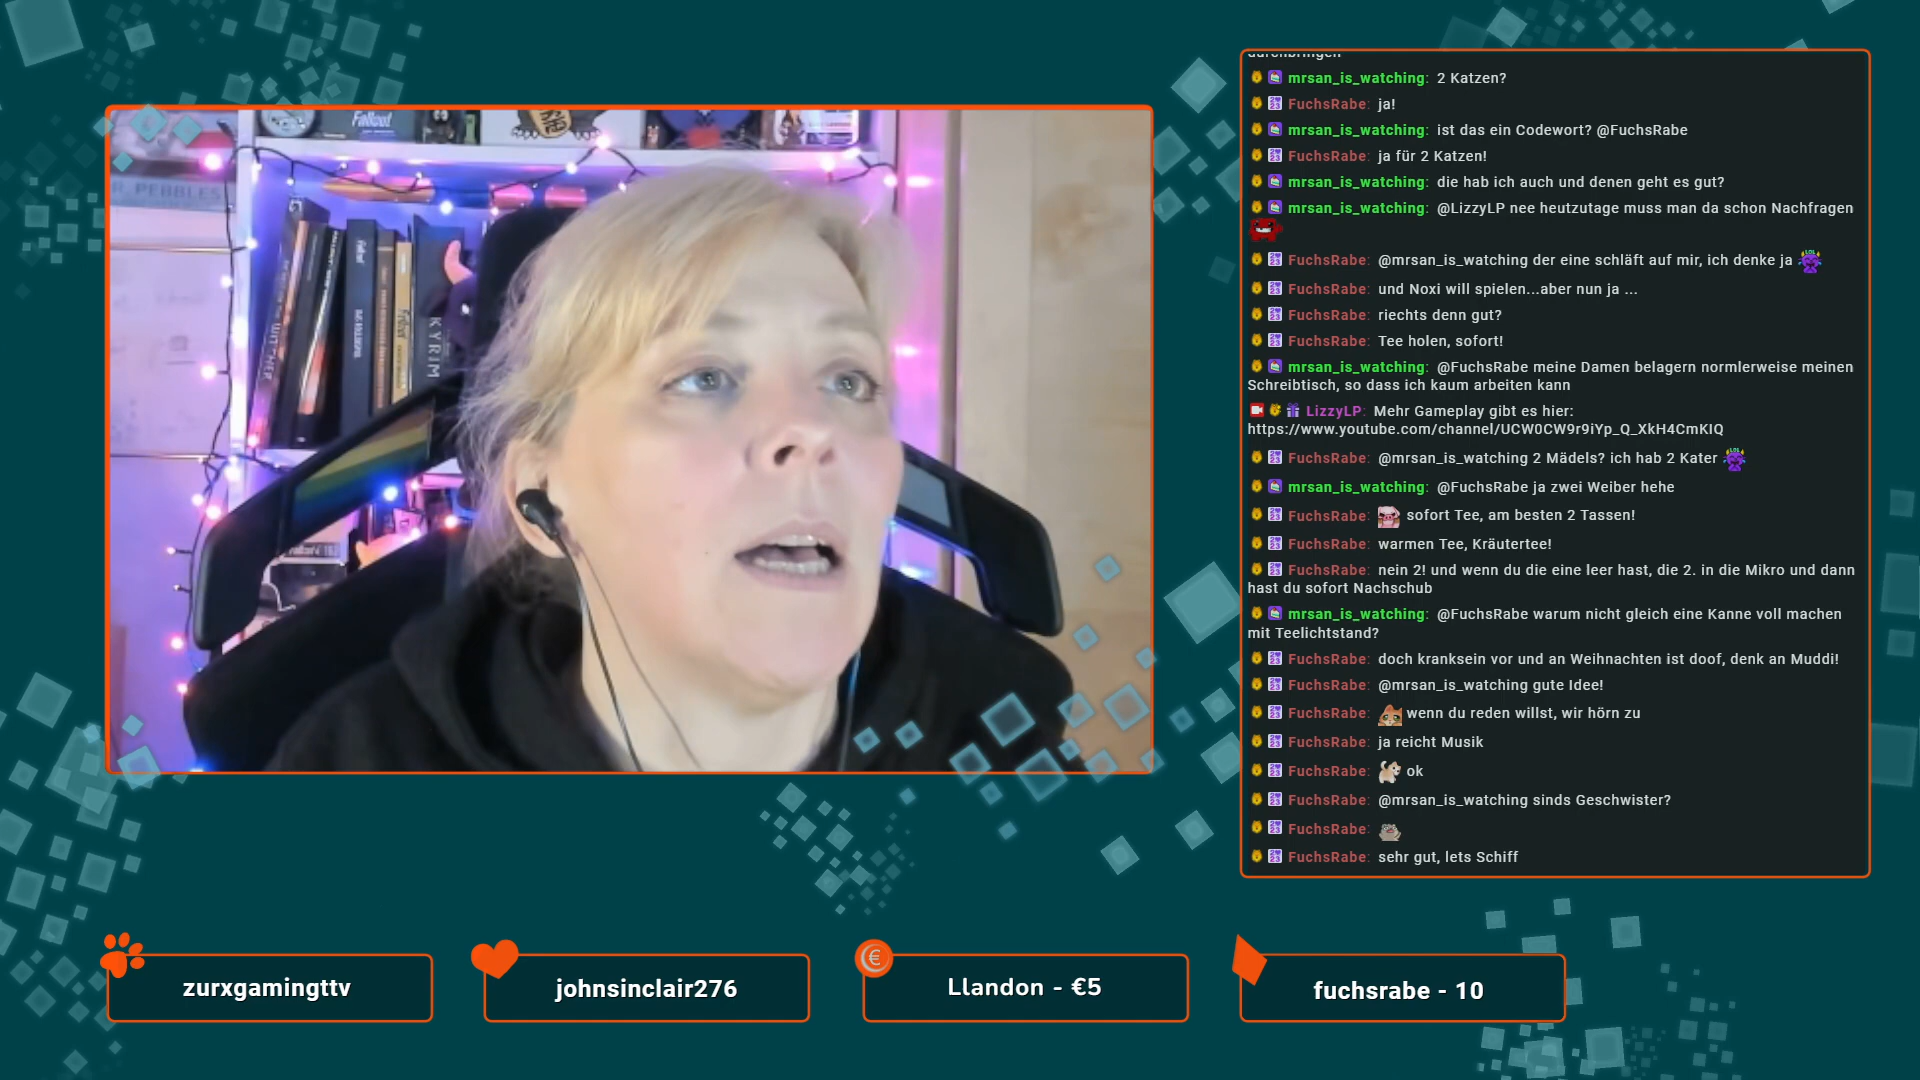 Fallout
R. PEBBLES
WITCHER
KYRIM
durchbringen
mrsan_is_watching: 2 Katzen?
FuchsRabe: ja!
mrsan_is_watching: ist das ein Codewort? @FuchsRabe
FuchsRabe: ja für 2 Katzen!
mrsan_is_watching: die hab ich auch und denen geht es gut?
mrsan_is_watching: @LizzyLP nee heutzutage muss man da schon Nachfragen
FuchsRabe: @mrsan_is_watching der eine schläft auf mir, ich denke ja
FuchsRabe: und Noxi will spielen...aber nun ja ...
FuchsRabe: riechts denn gut?
FuchsRabe: Tee holen, sofort!
mrsan_is_watching: @FuchsRabe meine Damen belagern normlerweise meinen
Schreibtisch, so dass ich kaum arbeiten kann
LizzyLP: Mehr Gameplay gibt es hier:
https://www.youtube.com/channel/UCW0CW9r9iYp_Q_XkH4CmKIQ
FuchsRabe: @mrsan_is_watching 2 Mädels? ich hab 2 Kater
mrsan_is_watching: @FuchsRabe ja zwei Weiber hehe
FuchsRabe: sofort Tee, am besten 2 Tassen!
FuchsRabe: warmen Tee, Kräutertee!
FuchsRabe: nein 2! und wenn du die eine leer hast, die 2. in die Mikro und dann
hast du sofort Nachschub
mrsan_is_watching: @FuchsRabe warum nicht gleich eine Kanne voll machen
mit Teelichtstand?
FuchsRabe: doch kranksein vor und an Weihnachten ist doof, denk an Muddi!
FuchsRabe: @mrsan_is_watching gute Idee!
FuchsRabe: wenn du reden willst, wir hörn zu
FuchsRabe: ja reicht Musik
FuchsRabe: ok
FuchsRabe: @mrsan_is_watching sinds Geschwister?
FuchsRabe:
FuchsRabe: sehr gut, lets Schiff
zurxgamingttv
johnsinclair276
Llandon - €5
fuchsrabe - 10